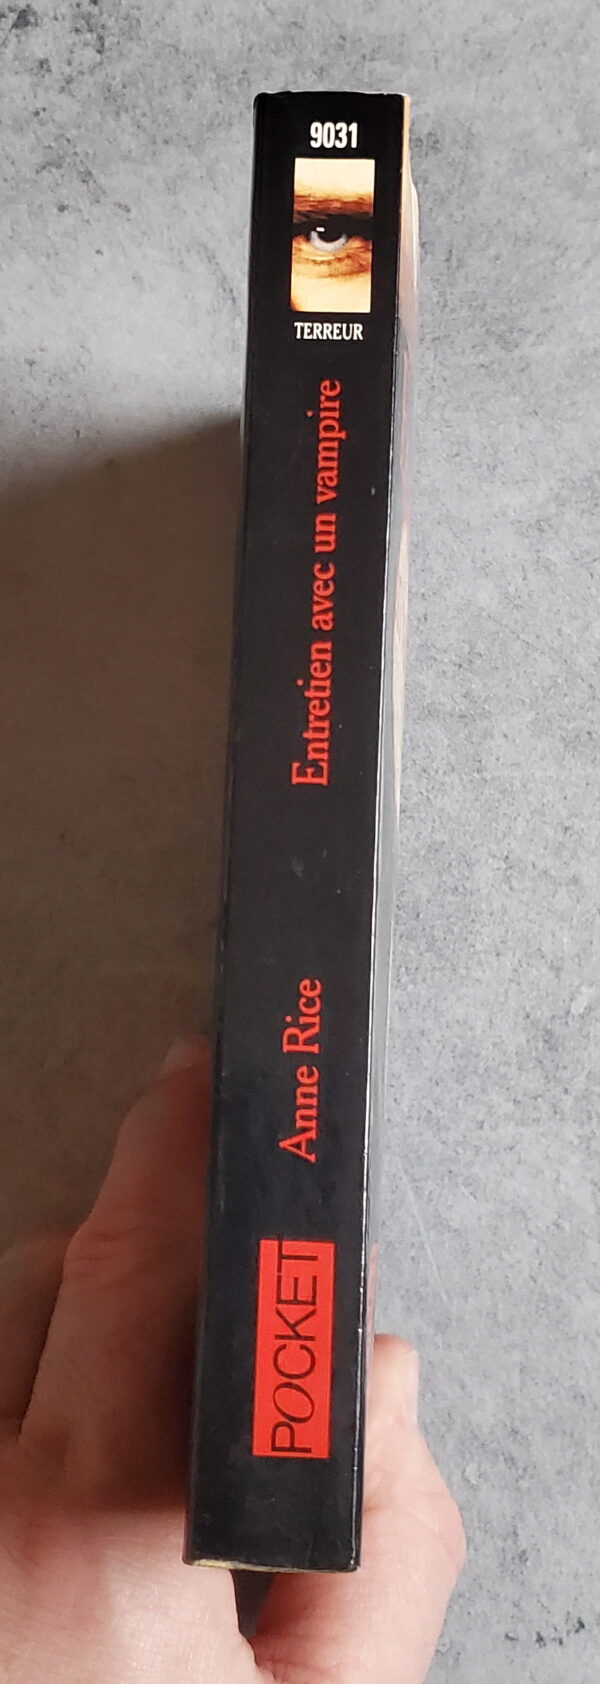 9031
TERREUR
Entretien avec un vampire
Anne Rice
POCKET